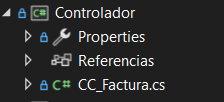 C# Controlador
Properties
Referencias
C# CC_Factura.cs